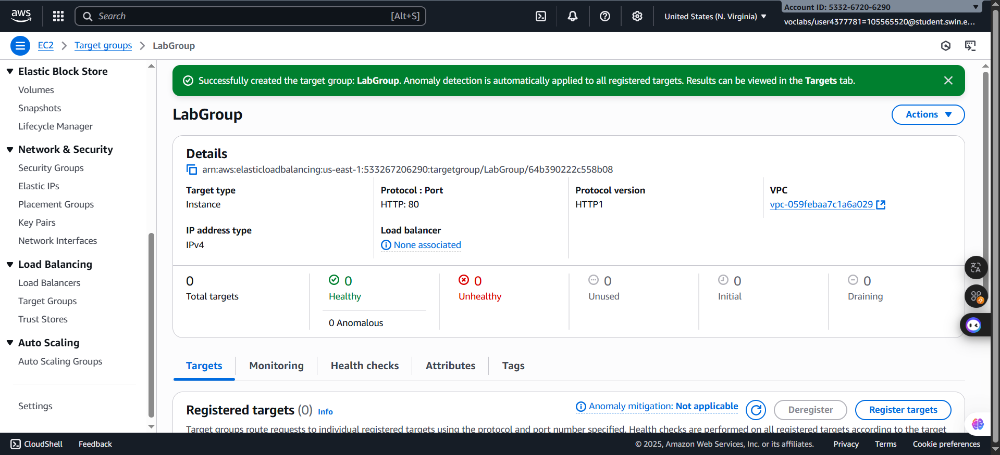 aws
Search
[Alt+S]
United States (N. Virginia)
Account ID: 5332-6720-6290
voclabs/user4377781=105565520@student.swin.e...
EC2
Target groups
LabGroup
Elastic Block Store
Volumes
Snapshots
Lifecycle Manager
Network & Security
Security Groups
Elastic IPs
Placement Groups
Key Pairs
Network Interfaces
Load Balancing
Load Balancers
Target Groups
Trust Stores
Auto Scaling
Auto Scaling Groups
Settings
Successfully created the target group: LabGroup. Anomaly detection is automatically applied to all registered targets. Results can be viewed in the Targets tab.
LabGroup
Actions
Details
arn:aws:elasticloadbalancing:us-east-1:533267206290:targetgroup/LabGroup/64b390222c558b08
Target type
Instance
Protocol : Port
HTTP: 80
Protocol version
HTTP1
VPC
vpc-059febaa7c1a6a029
IP address type
IPv4
Load balancer
None associated
0
Total targets
0
Healthy
0 Anomalous
0
Unhealthy
0
Unused
0
Initial
0
Draining
Targets
Monitoring
Health checks
Attributes
Tags
Registered targets (0) Info
Anomaly mitigation: Not applicable
Deregister
Register targets
Target groups route requests to individual registered targets using the protocol and port number specified. Health checks are performed on all registered targets according to the target
CloudShell
Feedback
© 2025, Amazon Web Services, Inc. or its affiliates.
Privacy
Terms
Cookie preferences